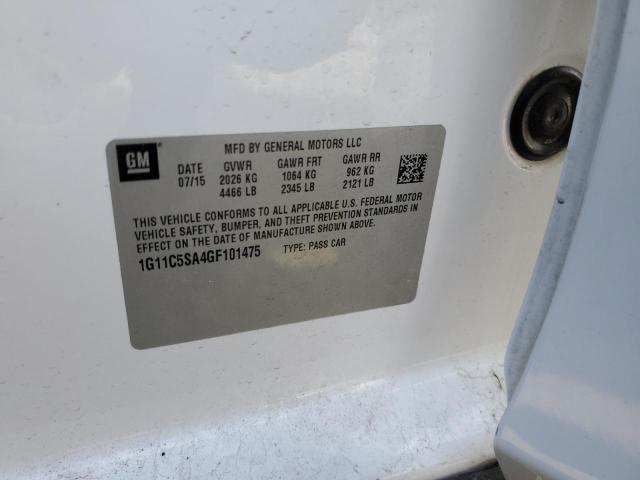 GM
MFD BY GENERAL MOTORS LLC
DATE GVWR GAWR FRT GAWR RR
07/15 2026 KG 1064 KG 962 KG
4466 LB 2345 LB 2121 LB
THIS VEHICLE CONFORMS TO ALL APPLICABLE U.S. FEDERAL MOTOR
VEHICLE SAFETY, BUMPER, AND THEFT PREVENTION STANDARDS IN
EFFECT ON THE DATE OF MANUFACTURE SHOWN ABOVE.
1G11C5SA4GF101475 TYPE: PASS CAR